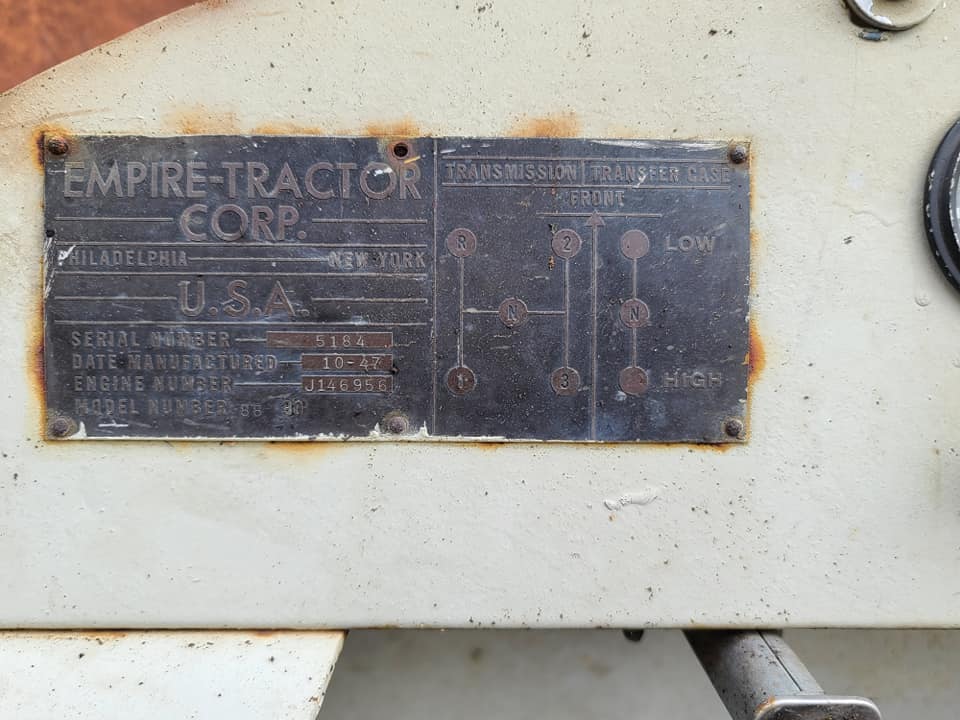 EMPIRE-TRACTOR
CORP.
PHILADELPHIA NEW YORK
U.S.A.
SERIAL NUMBER 5184
DATE MANUFACTURED 10-47
ENGINE NUMBER J146956
MODEL NUMBER
TRANSMISSION TRANSFER CASE
FRONT
R 2 LOW
N N
1 3 HIGH